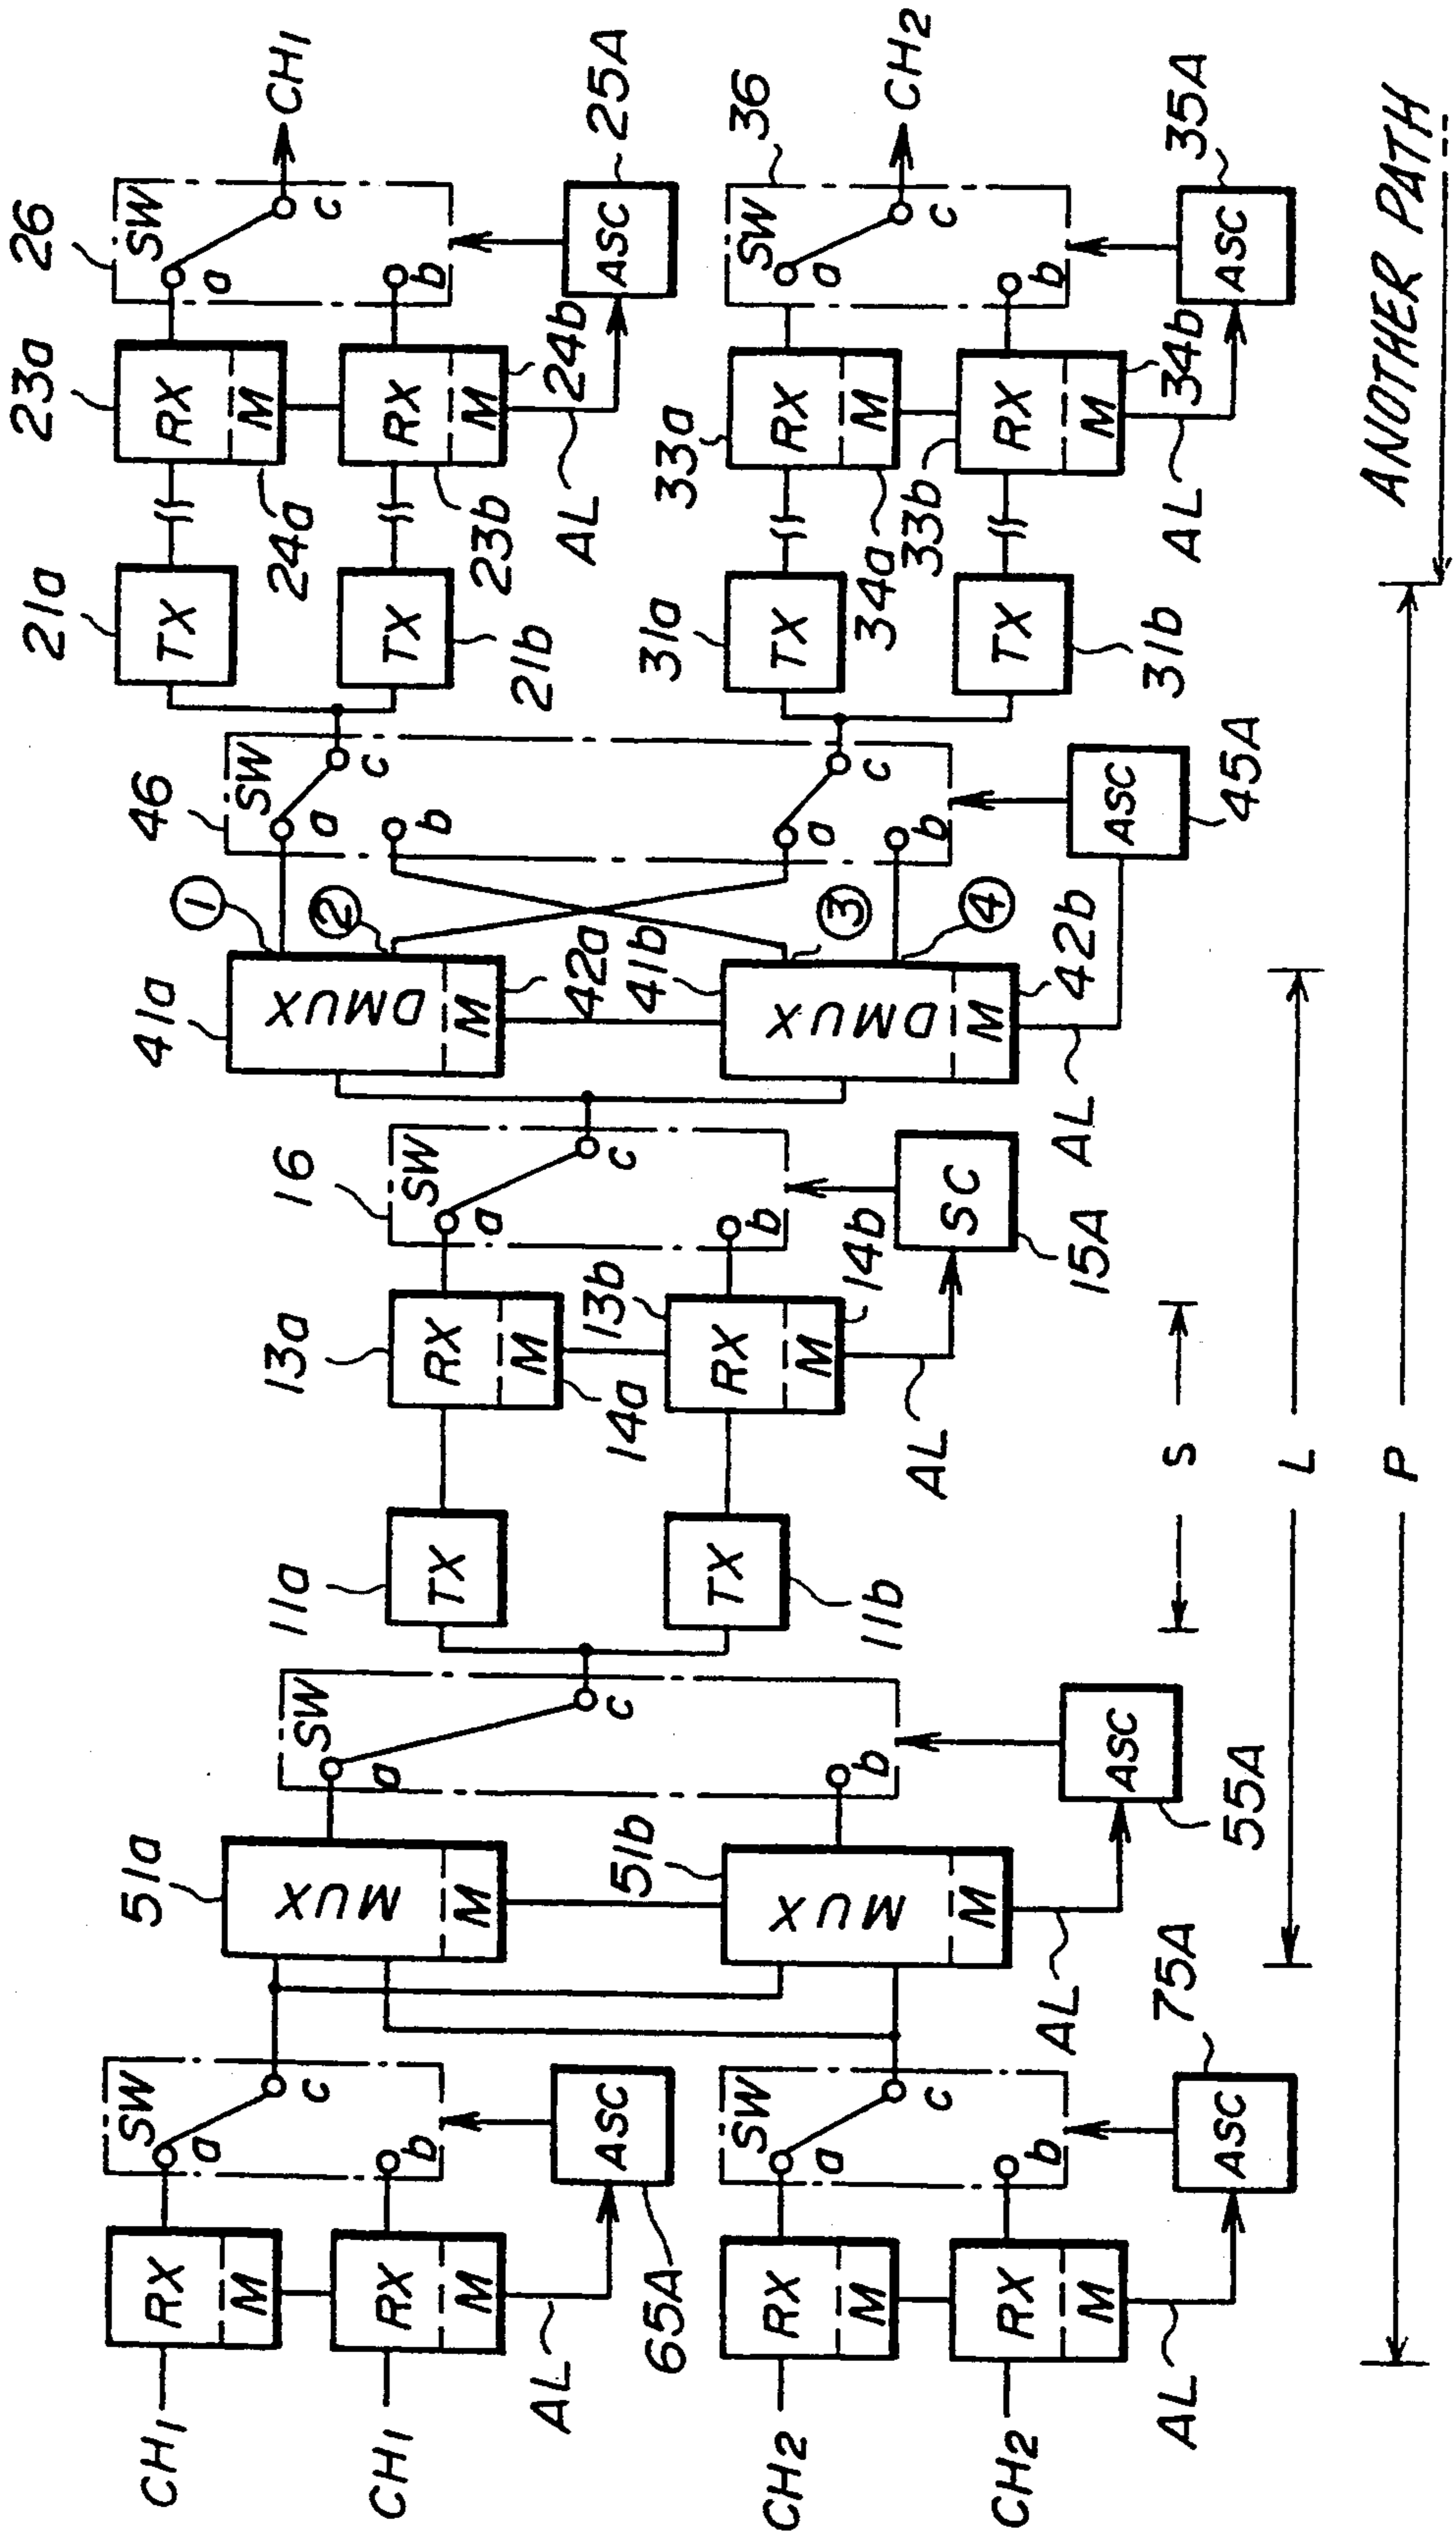 CH1
RX
M
SW
a
b
c
CH1
RX
M
AL
ASC
65A
CH2
RX
M
SW
a
b
c
CH2
RX
M
AL
ASC
75A
51a
MUX
M
51b
MUX
M
AL
SW
a
b
c
ASC
55A
11a
TX
11b
TX
13a
RX
M
14a
13b
RX
M
14b
AL
16
SW
a
b
c
SC
15A
41a
DMUX
M
42a
41b
DMUX
M
42b
AL
①
②
③
④
46
SW
a
b
c
a
b
c
ASC
45A
21a
TX
21b
TX
23a
RX
M
24a
23b
RX
M
24b
AL
26
SW
a
b
c
CH1
ASC
25A
31a
TX
31b
TX
33a
RX
M
34a
33b
RX
M
34b
AL
36
SW
a
b
c
CH2
ASC
35A
S
L
P
ANOTHER PATH